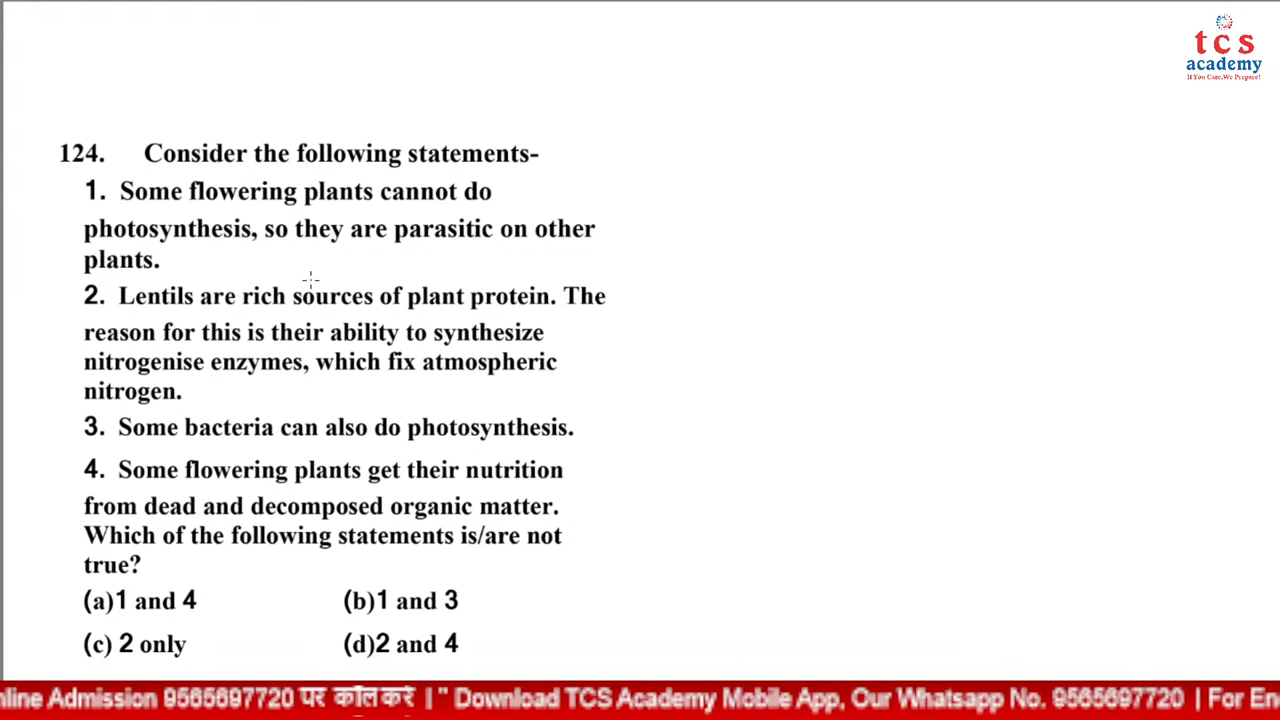 tcs
academy
If You Care,We Prepare!
124. Consider the following statements-
1. Some flowering plants cannot do
photosynthesis, so they are parasitic on other
plants.
2. Lentils are rich sources of plant protein. The
reason for this is their ability to synthesize
nitrogenise enzymes, which fix atmospheric
nitrogen.
3. Some bacteria can also do photosynthesis.
4. Some flowering plants get their nutrition
from dead and decomposed organic matter.
Which of the following statements is/are not
true?
(a)1 and 4 (b)1 and 3
(c) 2 only (d)2 and 4
nline Admission 9565697720 पर कॉल करें | " Download TCS Academy Mobile App, Our Whatsapp No. 9565697720 | For En